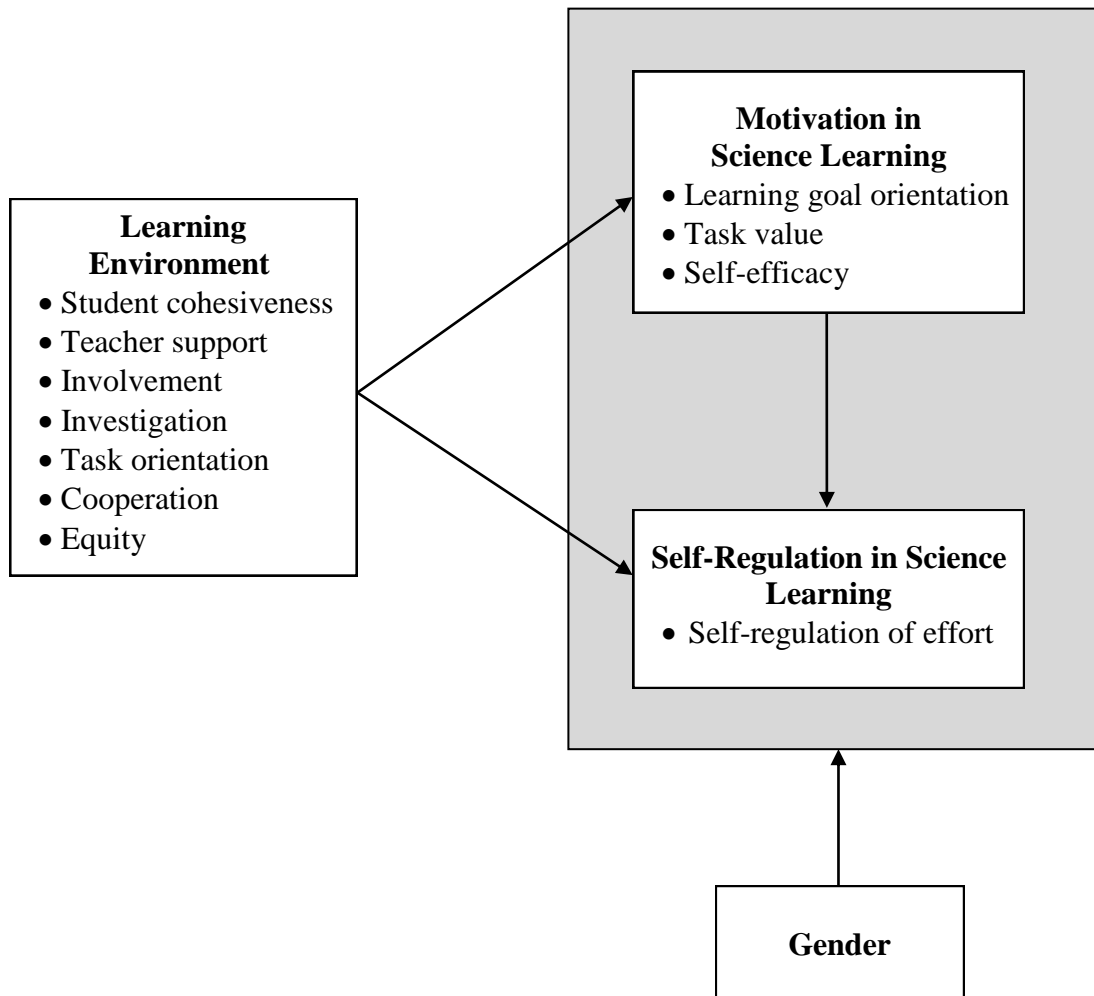 Motivation in
Science Learning
• Learning goal orientation
• Task value
• Self-efficacy
Learning
Environment
• Student cohesiveness
• Teacher support
• Involvement
• Investigation
• Task orientation
• Cooperation
• Equity
Self-Regulation in Science
Learning
• Self-regulation of effort
Gender